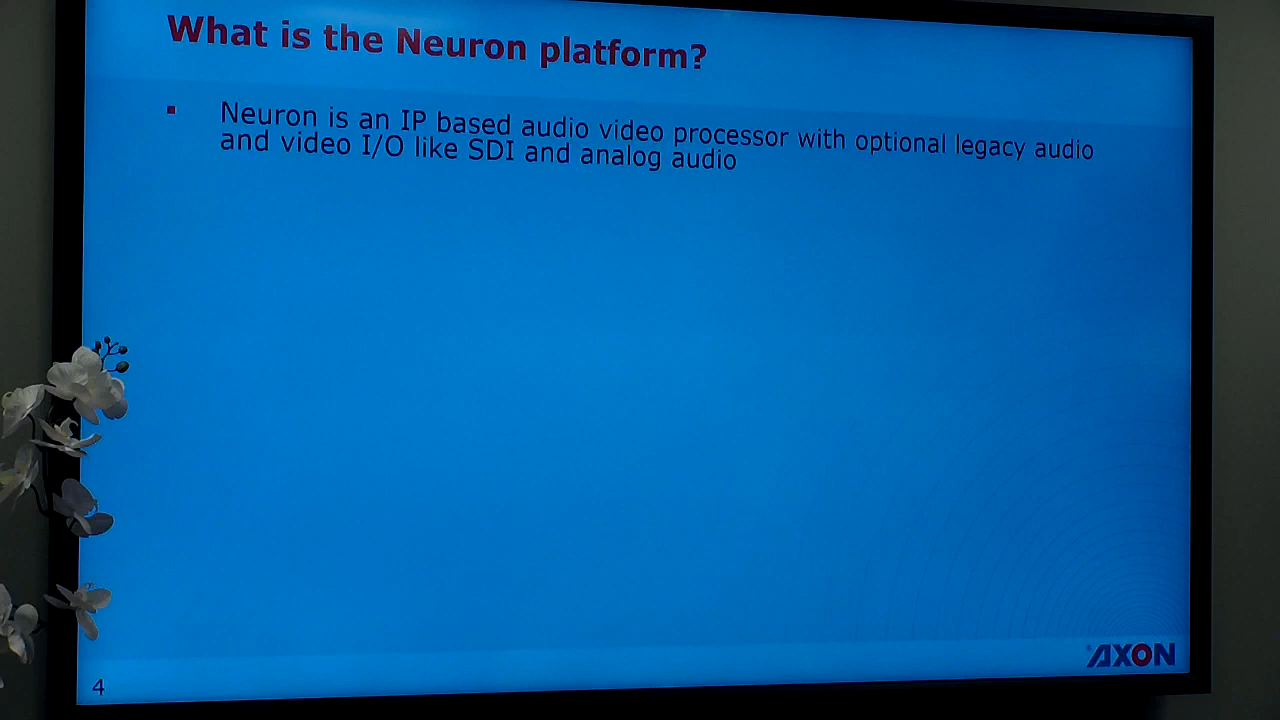 What is the Neuron platform?
▪ Neuron is an IP based audio video processor with optional legacy audio
and video I/O like SDI and analog audio
AXON
4